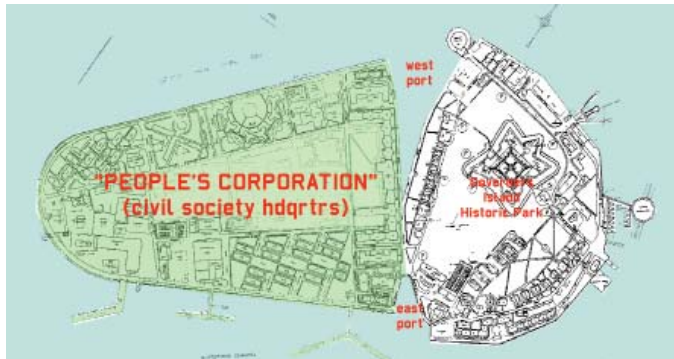 west
port
"PEOPLE'S CORPORATION"
(civil society hdqrtrs)
Governors
Island
Historic Park
east
port